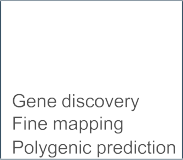 Gene discovery
Fine mapping
Polygenic prediction